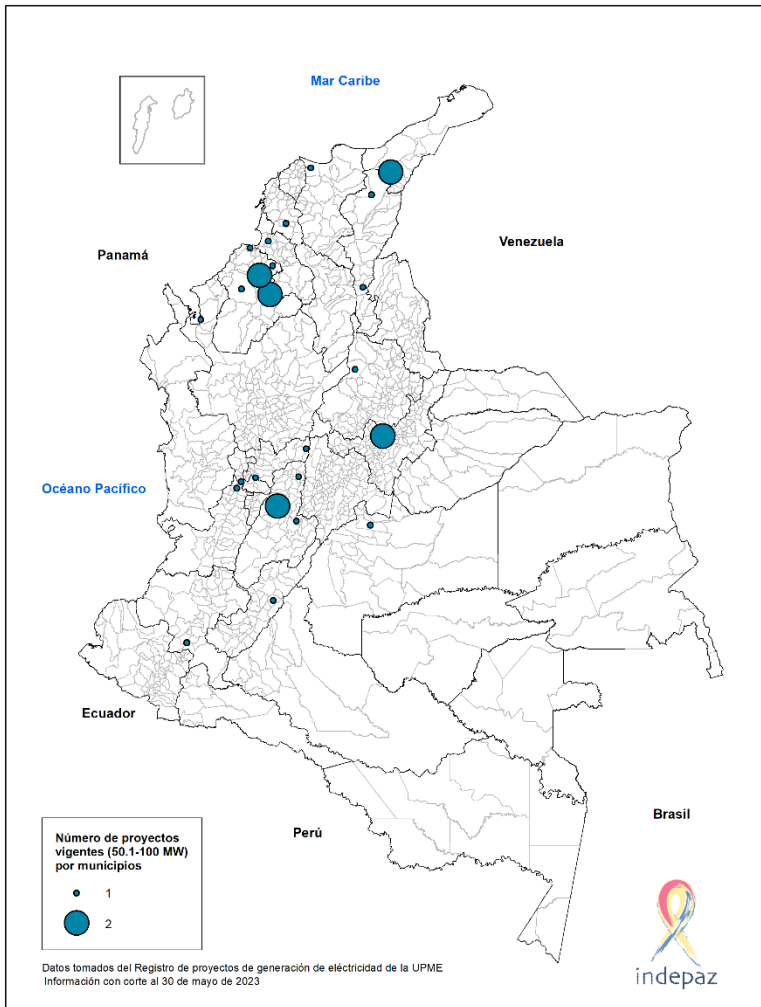 Mar Caribe
Panamá
Venezuela
Océano Pacífico
Ecuador
Perú
Brasil
Número de proyectos
vigentes (50.1-100 MW)
por municipios
1
2
Datos tomados del Registro de proyectos de generación de eléctricidad de la UPME
Información con corte al 30 de mayo de 2023
indepaz